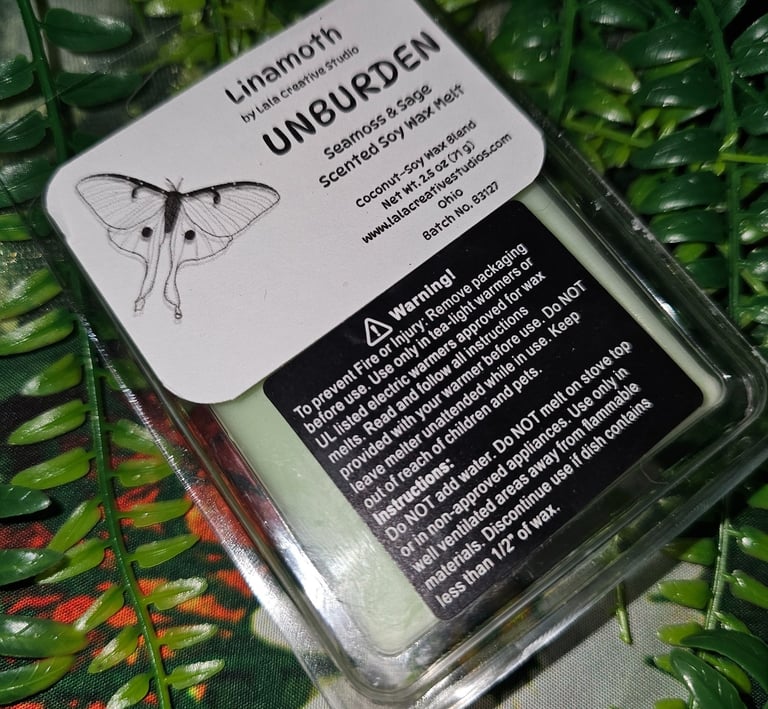 Linamoth
by Lala Creative Studio
UNBURDEN
Seamoss & Sage
Scented Soy Wax Melt
Coconut-Soy Wax Blend
Net Wt. 2.5 oz (71 g)
www.lalacreativestudios.com
Ohio
Batch No. 83127
Warning!
To prevent Fire or Injury: Remove packaging
before use. Use only in tea-light warmers or
UL listed electric warmers approved for wax
melts. Read and follow all instructions
provided with your warmer before use. Do NOT
leave melter unattended while in use. Keep
out of reach of children and pets.
Instructions:
Do NOT add water. Do NOT melt on stove top
or in non-approved appliances. Use only in
well ventilated areas away from flammable
materials. Discontinue use if dish contains
less than 1/2" of wax.